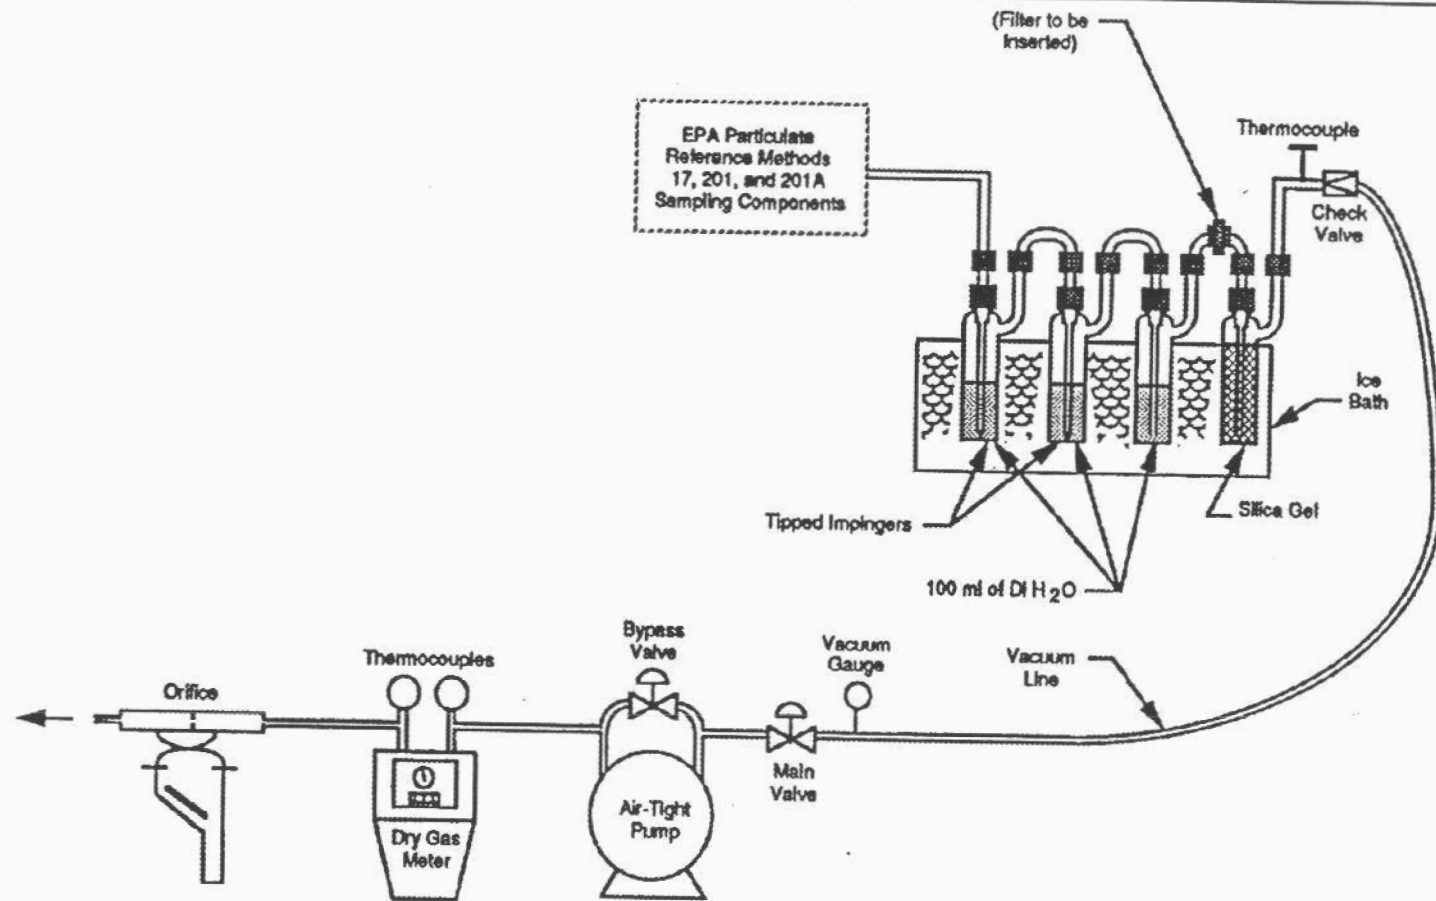 (Filter to be
Inserted)
EPA Particulate
Reference Methods
17, 201, and 201A
Sampling Components
Thermocouple
Check
Valve
Ice
Bath
Tipped Impingers
Silica Gel
100 ml of DI H₂O
Bypass
Valve
Vacuum
Gauge
Vacuum
Line
Thermocouples
Orifice
Main
Valve
Air-Tight
Pump
Dry Gas
Meter